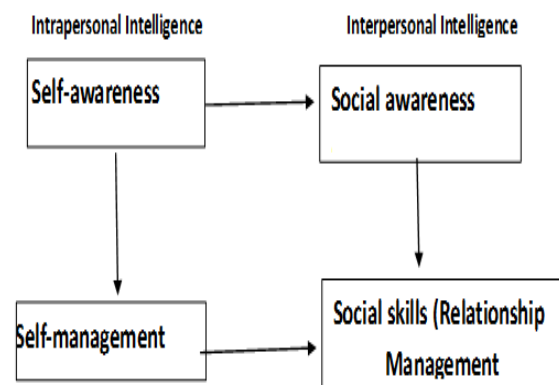 Intrapersonal Intelligence
Interpersonal Intelligence
Self-awareness
Social awareness
Self-management
Social skills (Relationship
Management